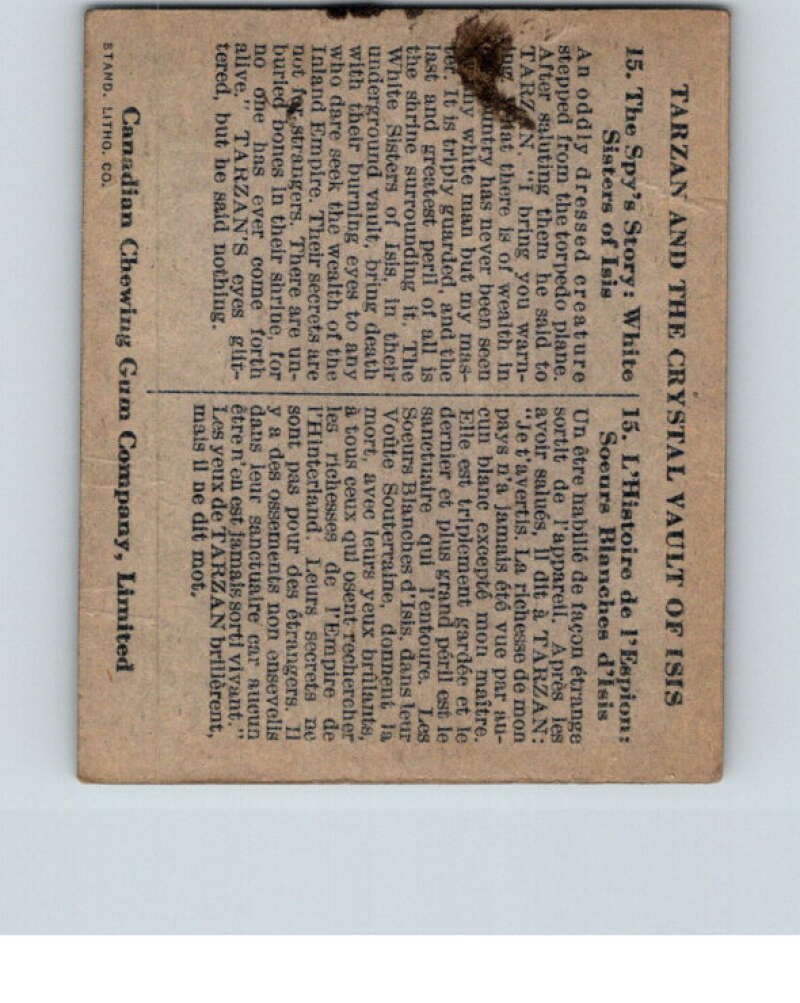 TARZAN AND THE CRYSTAL VAULT OF ISIS
15. The Spy's Story: White
Sisters of Isis
An oddly dressed creature
stepped from the torpedo plane.
After saluting them he said to
TARZAN. "I bring you warn-
that there is of wealth in
country has never been seen
white man but my mas-
It is triply guarded, and the
last and greatest peril of all is
the shrine surrounding it. The
White Sisters of Isis, in their
underground vault, bring death
with their burning eyes to any
who dare seek the wealth of the
Inland Empire. Their secrets are
not for strangers. There are un-
buried bones in their shrine, for
no one has ever come forth
alive." TARZAN'S eyes glit-
tered, but he said nothing.
15. L'Histoire de l'Espion:
Soeurs Blanches d'Isis
Un être habillé de façon étrange
sortit de l'appareil. Après les
avoir salués, il dit à TARZAN:
"Je t'avertis. La richesse de mon
pays n'a jamais été vue par au-
cun blanc excepté mon maître.
Elle est triplement gardée et le
dernier et plus grand péril est le
sanctuaire qui l'entoure. Les
Soeurs Blanches d'Isis, dans leur
Voûte Souterraine, donnent la
mort, avec leurs yeux brûlants,
à tous ceux qui osent rechercher
les richesses de l'Empire de
l'Hinterland. Leurs secrets ne
sont pas pour des étrangers. Il
y a des ossements non ensevelis
dans leur sanctuaire car aucun
être n'en est jamais sorti vivant."
Les yeux de TARZAN brillèrent,
mais il ne dit mot.
Canadian Chewing Gum Company, Limited
STAND. LITHO. CO.